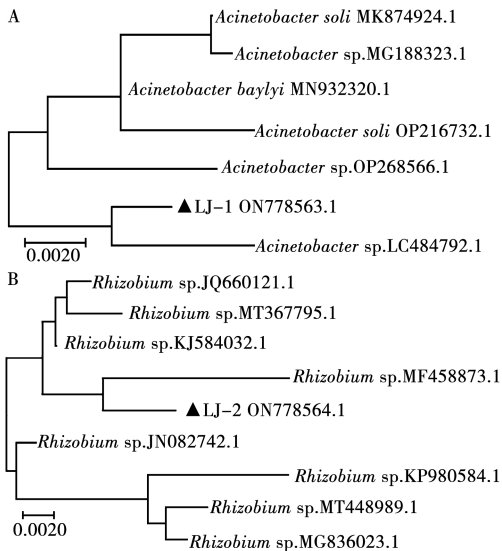 A
Acinetobacter soli MK874924.1
Acinetobacter sp.MG188323.1
Acinetobacter baylyi MN932320.1
Acinetobacter soli OP216732.1
Acinetobacter sp.OP268566.1
▲LJ-1 ON778563.1
Acinetobacter sp.LC484792.1
0.0020
B
Rhizobium sp.JQ660121.1
Rhizobium sp.MT367795.1
Rhizobium sp.KJ584032.1
Rhizobium sp.MF458873.1
▲LJ-2 ON778564.1
Rhizobium sp.JN082742.1
Rhizobium sp.KP980584.1
Rhizobium sp.MT448989.1
0.0020
Rhizobium sp.MG836023.1